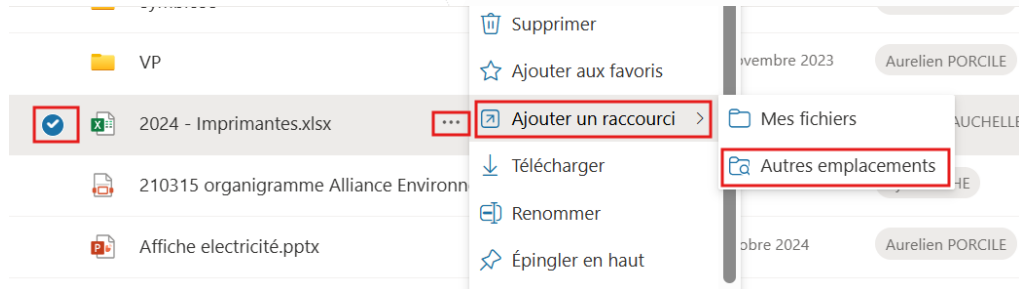 Supprimer
VP
Ajouter aux favoris
ovembre 2023
Aurelien PORCILE
2024 - Imprimantes.xlsx
...
Ajouter un raccourci >
Mes fichiers
AUCHELLE
210315 organigramme Alliance Environn
Télécharger
Autres emplacements
HE
Renommer
Affiche electricité.pptx
obre 2024
Aurelien PORCILE
Épingler en haut